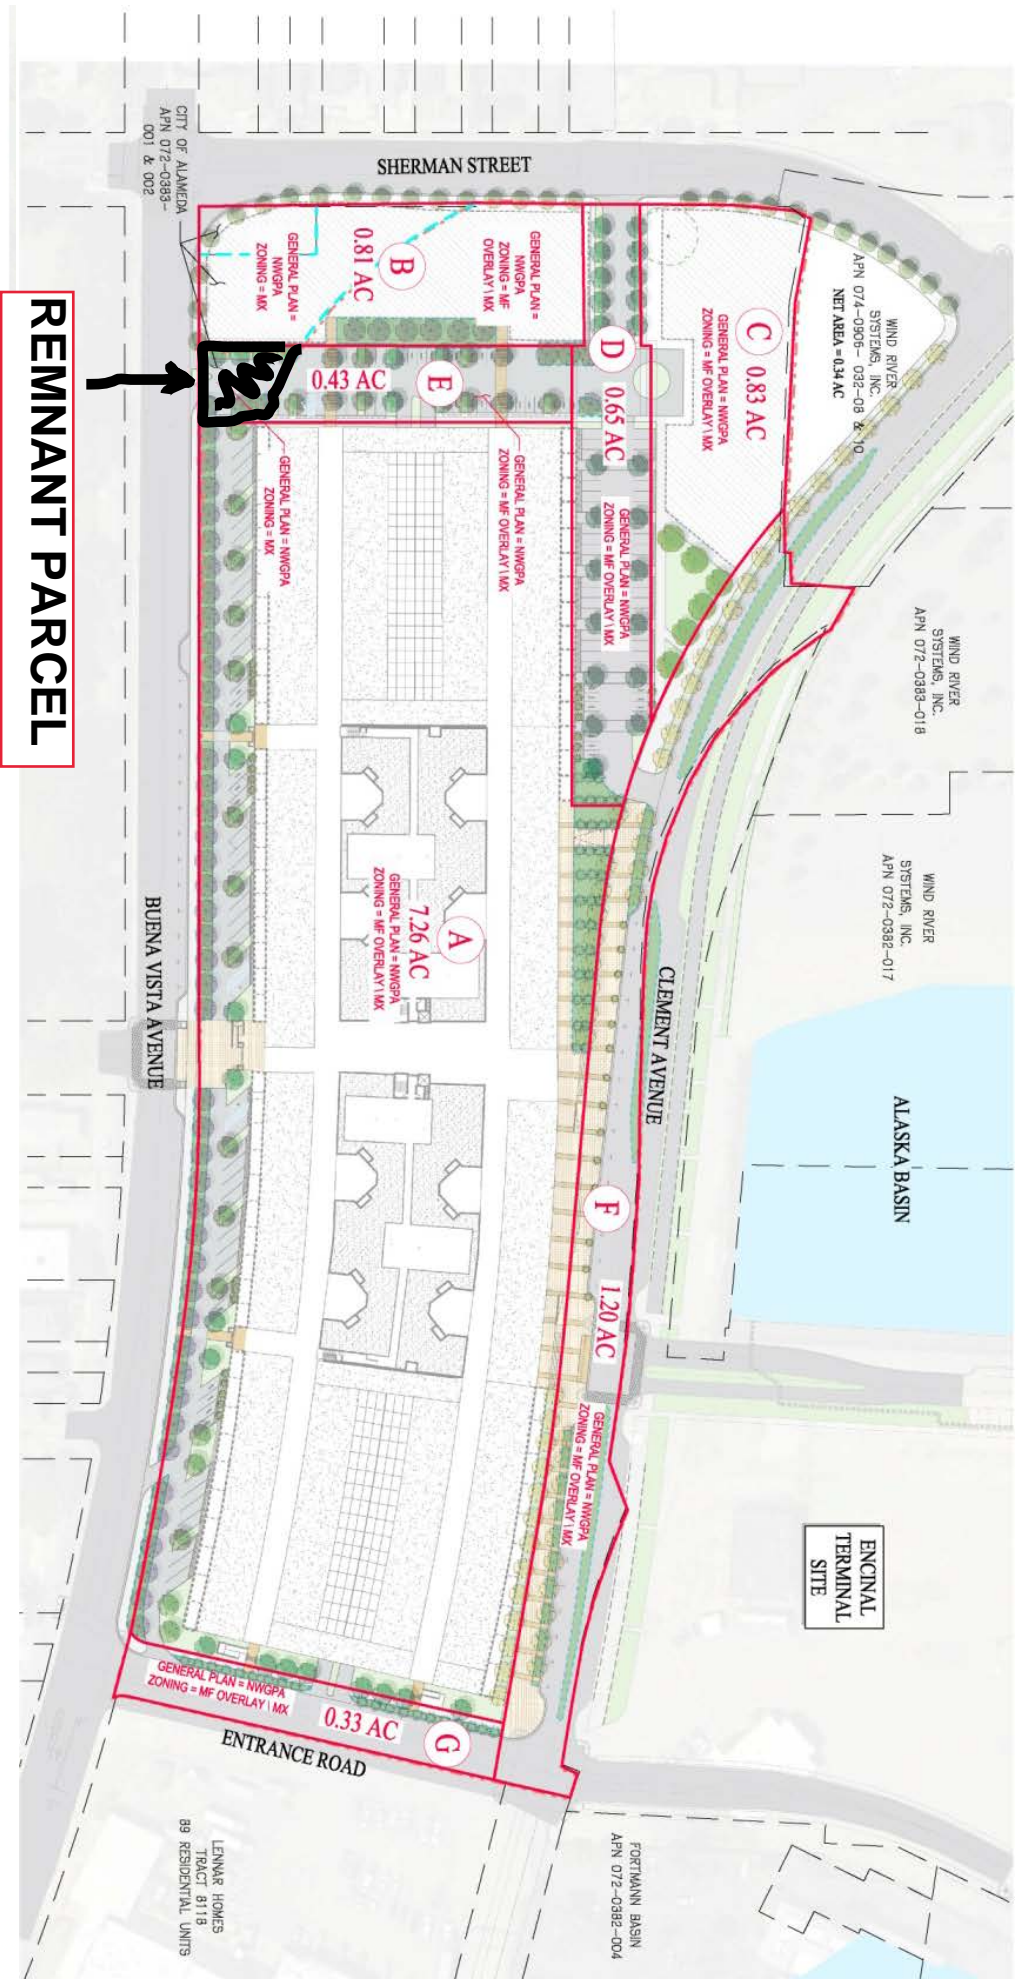 SHERMAN STREET
CITY OF ALAMEDA
APN 072-0383-
001 & 002
GENERAL PLAN =
NWGPA
ZONING = MX
B
0.81 AC
GENERAL PLAN =
NWGPA
ZONING = MF
OVERLAY \ MX
C
0.83 AC
GENERAL PLAN = NWGPA
ZONING = MF OVERLAY \ MX
WIND RIVER
SYSTEMS, INC.
APN 074-0906- 032-08 & 10
NET AREA = 0.34 AC
D
0.65 AC
GENERAL PLAN = NWGPA
ZONING = MF OVERLAY \ MX
E
0.43 AC
GENERAL PLAN = NWGPA
ZONING = MF OVERLAY \ MX
GENERAL PLAN = NWGPA
ZONING = MX
REMNANT PARCEL
WIND RIVER
SYSTEMS, INC.
APN 072-0383-018
WIND RIVER
SYSTEMS, INC.
APN 072-0382-017
A
7.26 AC
GENERAL PLAN = NWGPA
ZONING = MF OVERLAY \ MX
BUENA VISTA AVENUE
CLEMENT AVENUE
ALASKA BASIN
F
1.20 AC
GENERAL PLAN = NWGPA
ZONING = MF OVERLAY \ MX
ENCINAL
TERMINAL
SITE
GENERAL PLAN = NWGPA
ZONING = MF OVERLAY \ MX
0.33 AC
G
ENTRANCE ROAD
LENNAR HOMES
TRACT 8118
89 RESIDENTIAL UNITS
FORTMANN BASIN
APN 072-0382-004